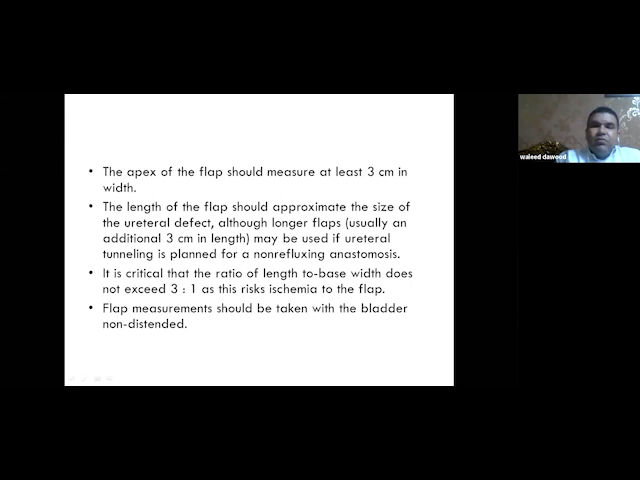 • The apex of the flap should measure at least 3 cm in
width.
• The length of the flap should approximate the size of
the ureteral defect, although longer flaps (usually an
additional 3 cm in length) may be used if ureteral
tunneling is planned for a nonrefluxing anastomosis.
• It is critical that the ratio of length to-base width does
not exceed 3 : 1 as this risks ischemia to the flap.
• Flap measurements should be taken with the bladder
non-distended.
waleed dawood